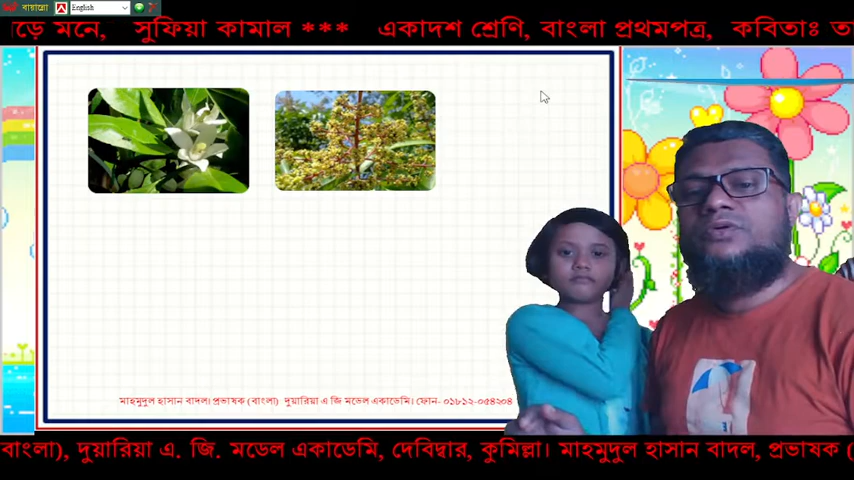 বায়ান্নো English
ড়ে মনে, সুফিয়া কামাল *** একাদশ শ্রেণি, বাংলা প্রথমপত্র, কবিতাঃ ত
মাহমুদুল হাসান বাদল। প্রভাষক (বাংলা) দুয়ারিয়া এ জি মডেল একাডেমি। ফোন- ০১৮১২-০৫৪২০৪
বাংলা), দুয়ারিয়া এ. জি. মডেল একাডেমি, দেবিদ্বার, কুমিল্লা। মাহমুদুল হাসান বাদল, প্রভাষক (